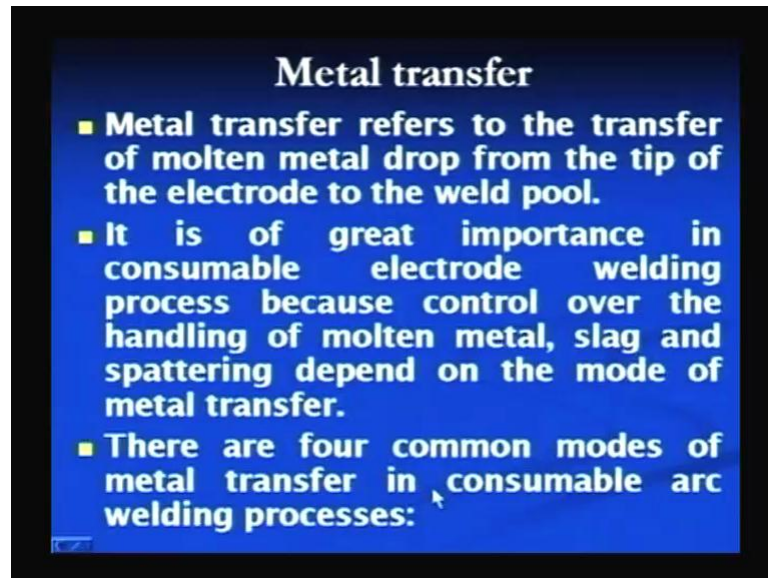 Metal transfer
Metal transfer refers to the transfer
of molten metal drop from the tip of
the electrode to the weld pool.
It is of great importance in
consumable electrode welding
process because control over the
handling of molten metal, slag and
spattering depend on the mode of
metal transfer.
There are four common modes of
metal transfer in consumable arc
welding processes: